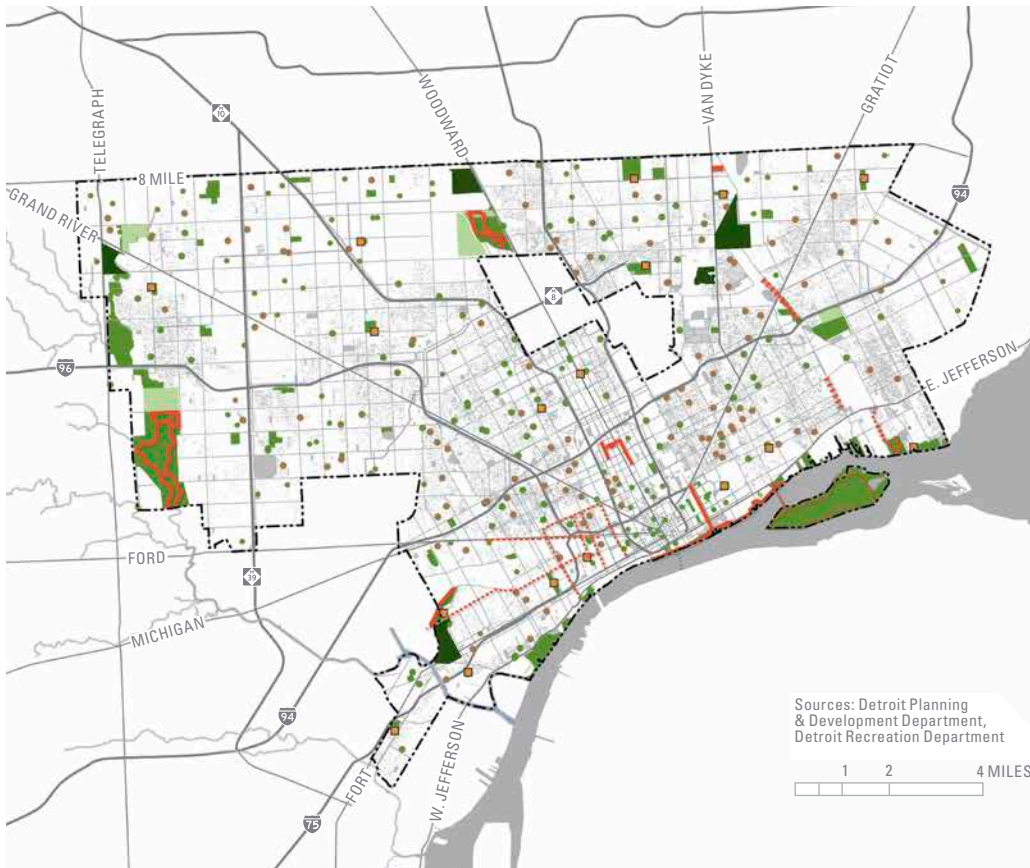 TELEGRAPH
M 10
WOODWARD
VAN DYKE
GRATIOT
8 MILE
GRAND RIVER
94
M 8
96
E. JEFFERSON
FORD
M 39
MICHIGAN
94
FORT
W. JEFFERSON
75
Sources: Detroit Planning
& Development Department,
Detroit Recreation Department
1 2 4 MILES